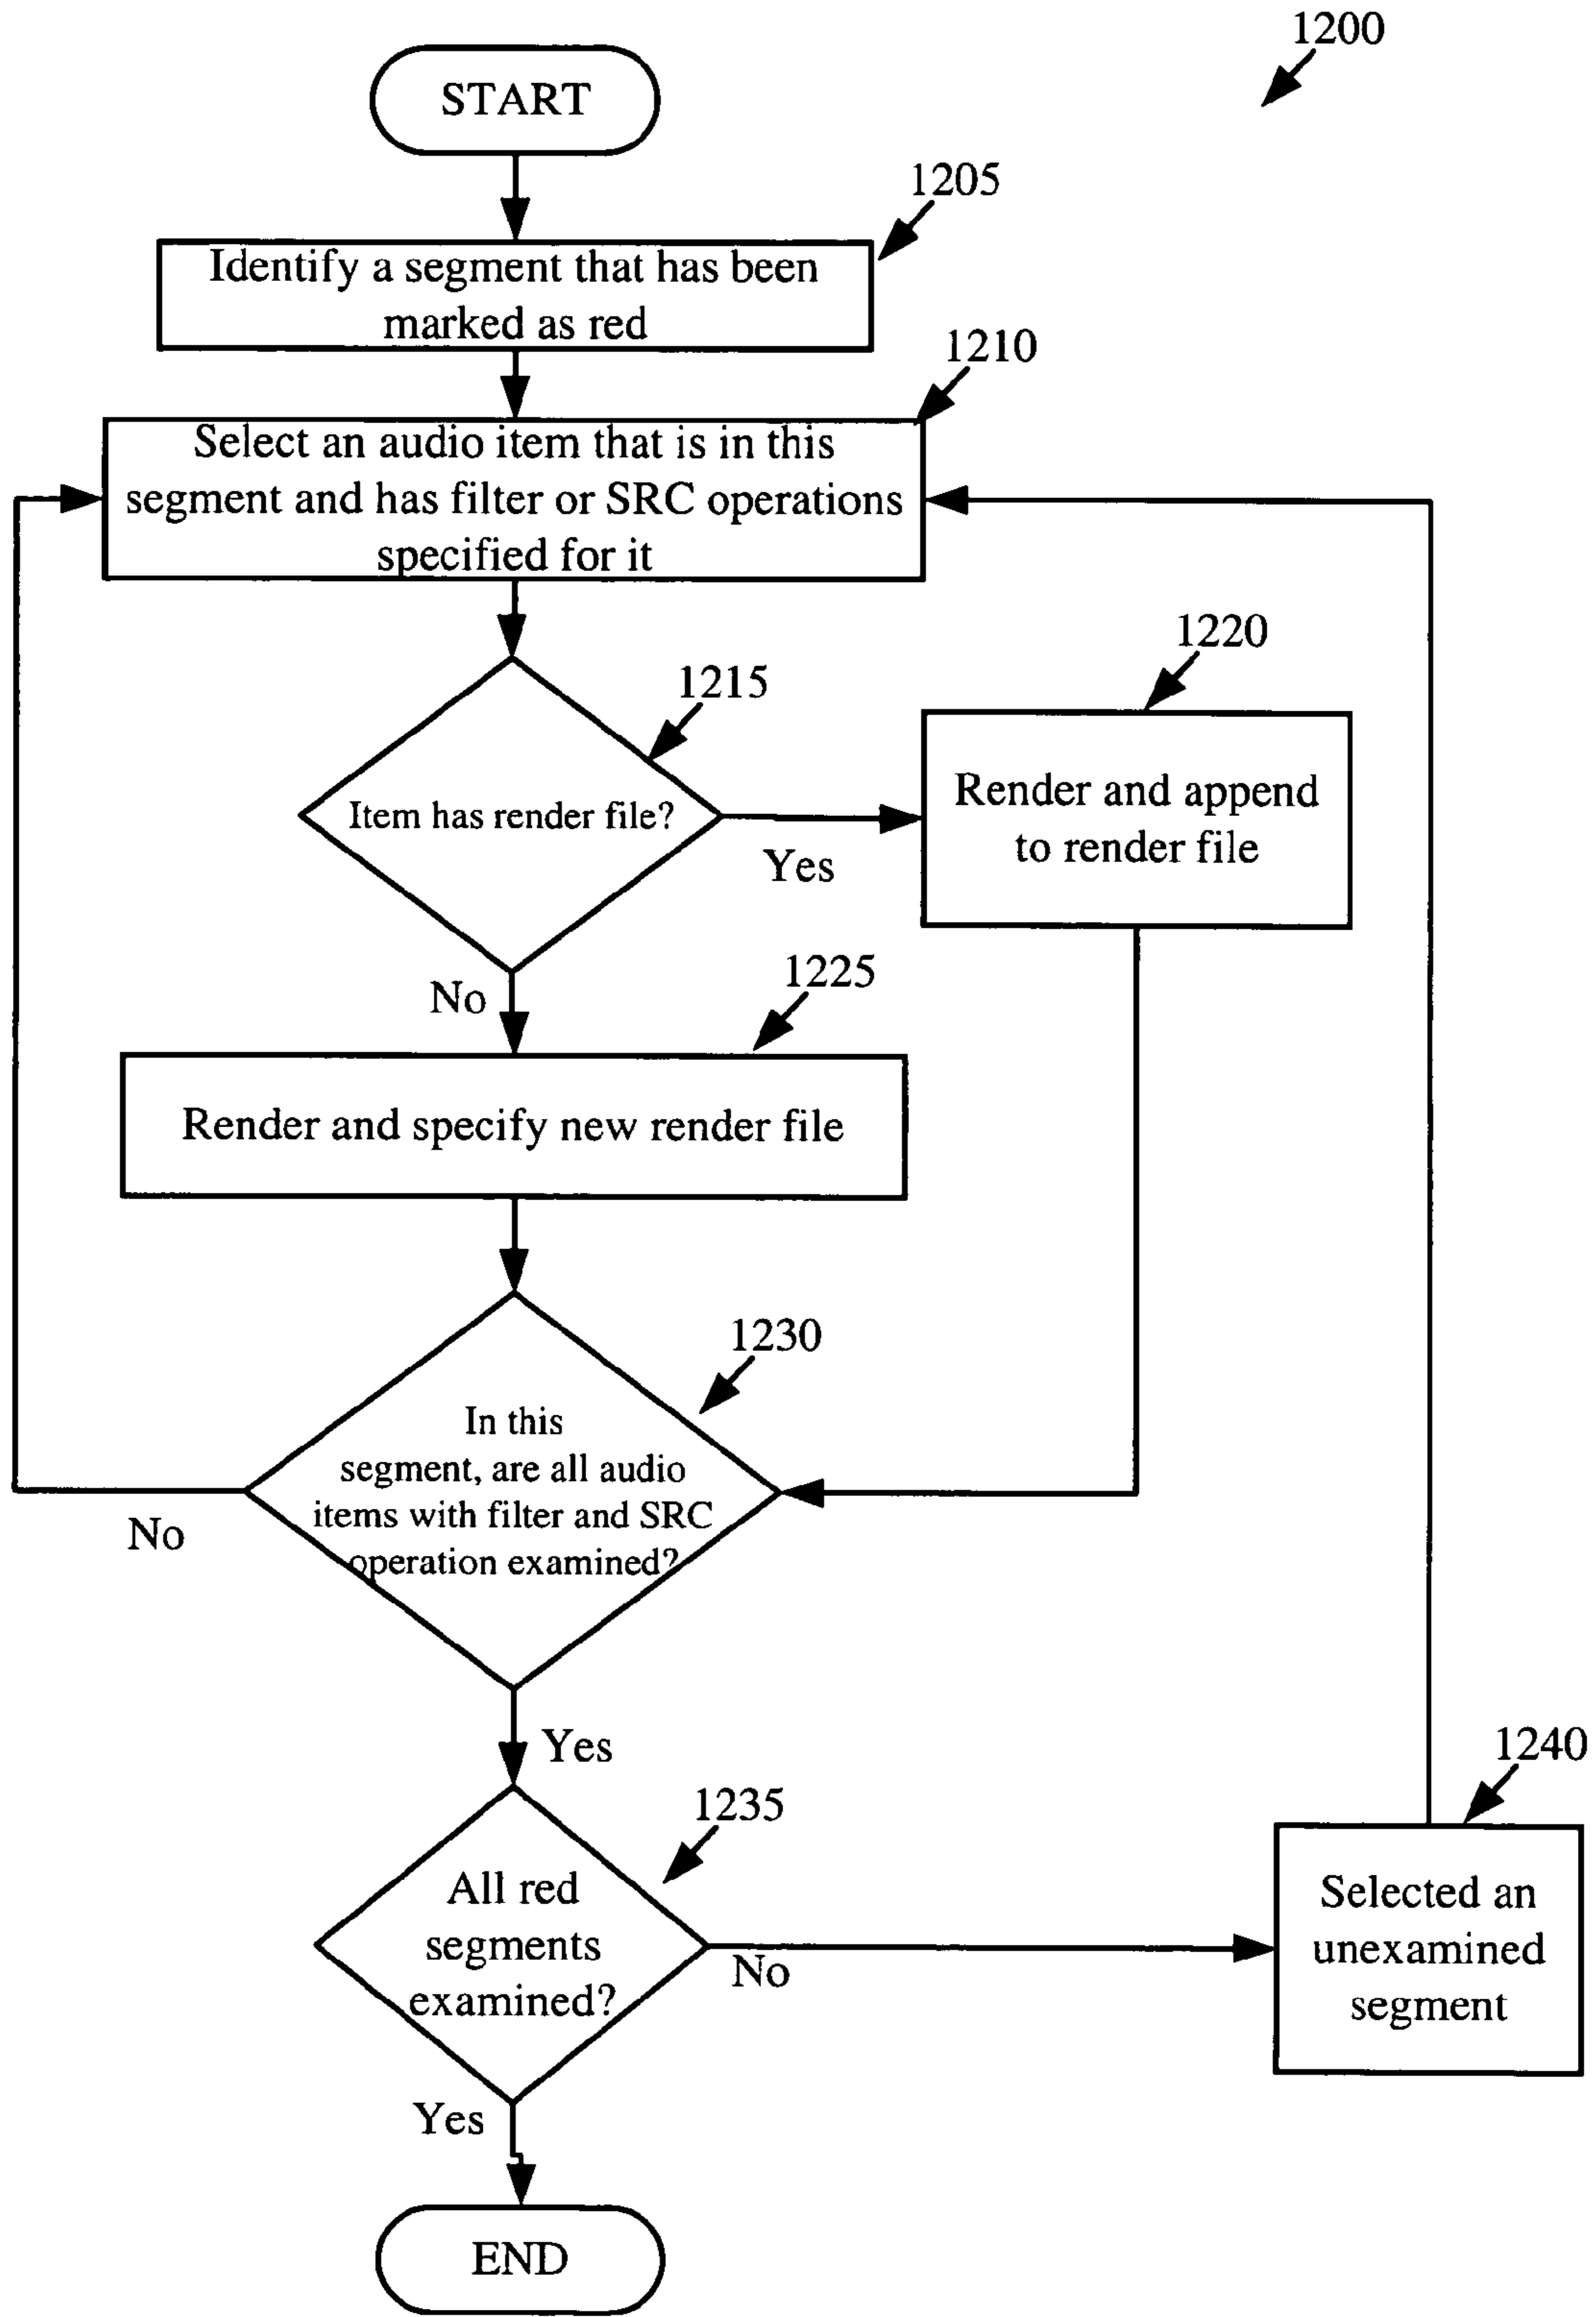 1200
START
1205
Identify a segment that has been
marked as red
1210
Select an audio item that is in this
segment and has filter or SRC operations
specified for it
1215
Item has render file?
Yes
1220
Render and append
to render file
No
1225
Render and specify new render file
1230
In this
segment, are all audio
items with filter and SRC
operation examined?
No
Yes
1235
All red
segments
examined?
No
1240
Selected an
unexamined
segment
Yes
END